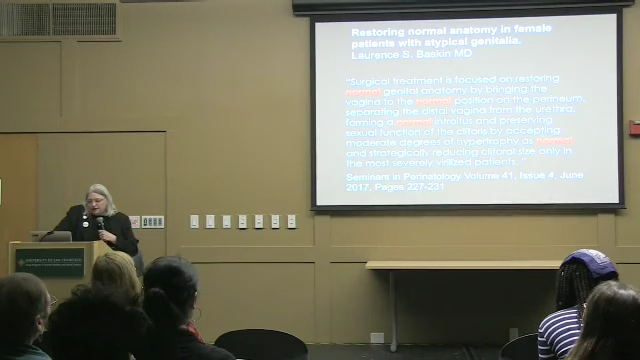 Restoring normal anatomy in female
patients with atypical genitalia.
Laurence S. Baskin MD
"Surgical treatment is focused on restoring
normal genital anatomy by bringing the
vagina to the normal position on the perineum,
separating the distal vagina from the urethra,
forming a normal introitus and preserving
sexual function of the clitoris by accepting
moderate degrees of hypertrophy as normal
and strategically reducing clitoral size only in
the most severely virilized patients."
Seminars in Perinatology Volume 41, Issue 4, June
2017, Pages 227-231
UNIVERSITY OF SAN FRANCISCO